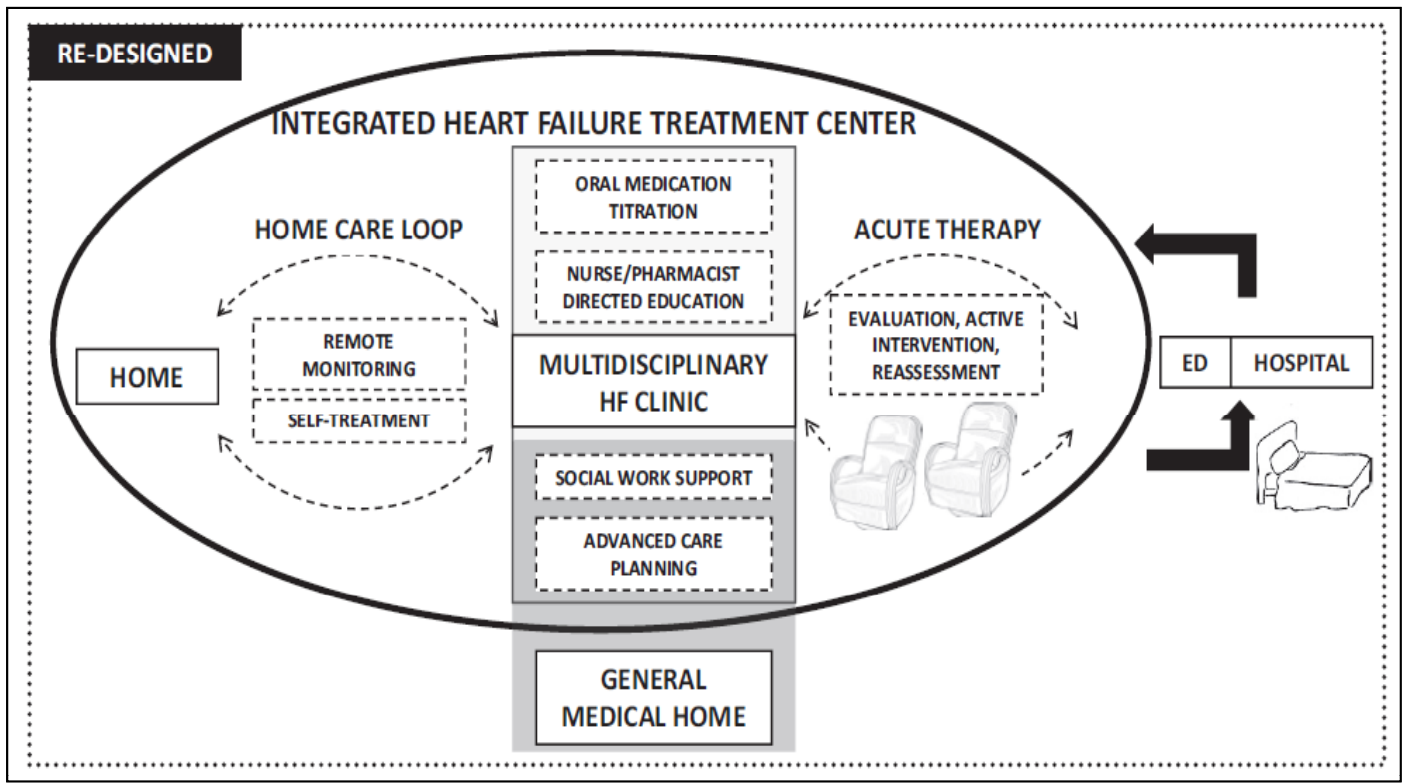 RE-DESIGNED
INTEGRATED HEART FAILURE TREATMENT CENTER
ORAL MEDICATION
TITRATION
HOME CARE LOOP
ACUTE THERAPY
NURSE/PHARMACIST
DIRECTED EDUCATION
EVALUATION, ACTIVE
INTERVENTION,
REASSESSMENT
REMOTE
MONITORING
HOME
SELF-TREATMENT
MULTIDISCIPLINARY
HF CLINIC
ED
HOSPITAL
SOCIAL WORK SUPPORT
ADVANCED CARE
PLANNING
GENERAL
MEDICAL HOME